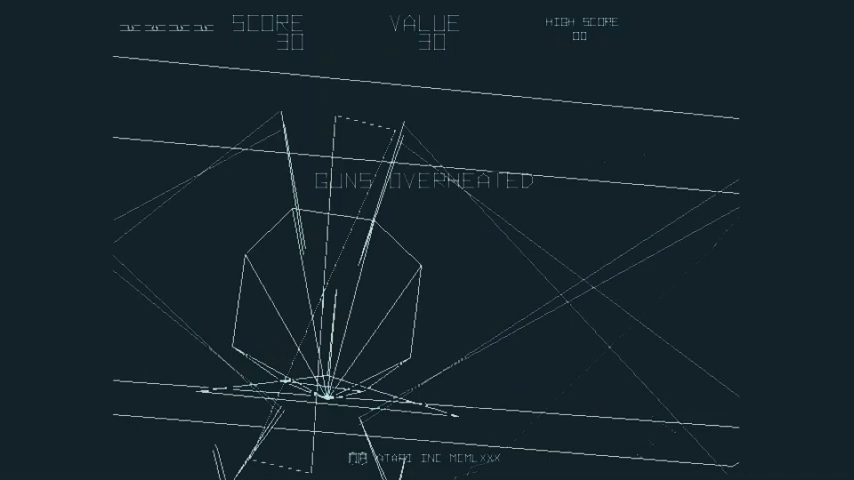 SCORE
30
VALUE
30
HIGH SCORE
00
GUNS OVERHEATED
ATARI INC MCMLXXX